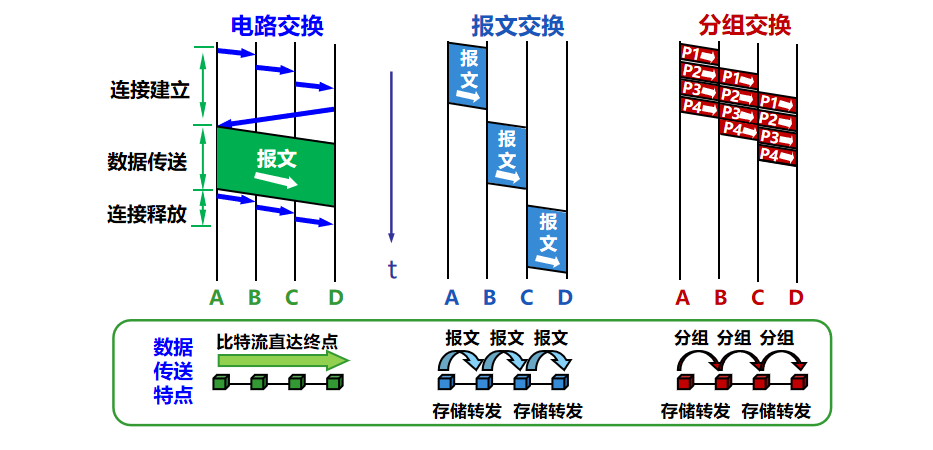 电路交换
报文交换
分组交换
连接建立
数据传送
连接释放
报文
报
文
报
文
报
文
t
P1
P2
P3
P4
P1
P2
P3
P4
P1
P2
P3
P4
A B C D
A B C D
A B C D
数据
传送
特点
比特流直达终点
报文 报文 报文
存储转发 存储转发
分组 分组 分组
存储转发 存储转发